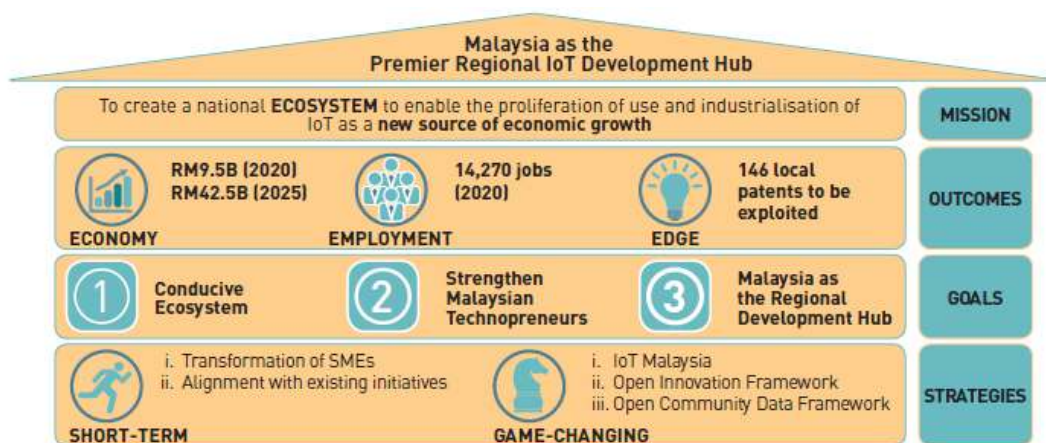 Malaysia as the
Premier Regional IoT Development Hub
To create a national ECOSYSTEM to enable the proliferation of use and industrialisation of
IoT as a new source of economic growth
MISSION
RM9.5B (2020)
RM42.5B (2025)
ECONOMY
14,270 jobs
(2020)
EMPLOYMENT
146 local
patents to be
exploited
EDGE
OUTCOMES
1
Conducive
Ecosystem
2
Strengthen
Malaysian
Technopreneurs
3
Malaysia as
the Regional
Development Hub
GOALS
i. Transformation of SMEs
ii. Alignment with existing initiatives
SHORT-TERM
i. IoT Malaysia
ii. Open Innovation Framework
iii. Open Community Data Framework
GAME-CHANGING
STRATEGIES